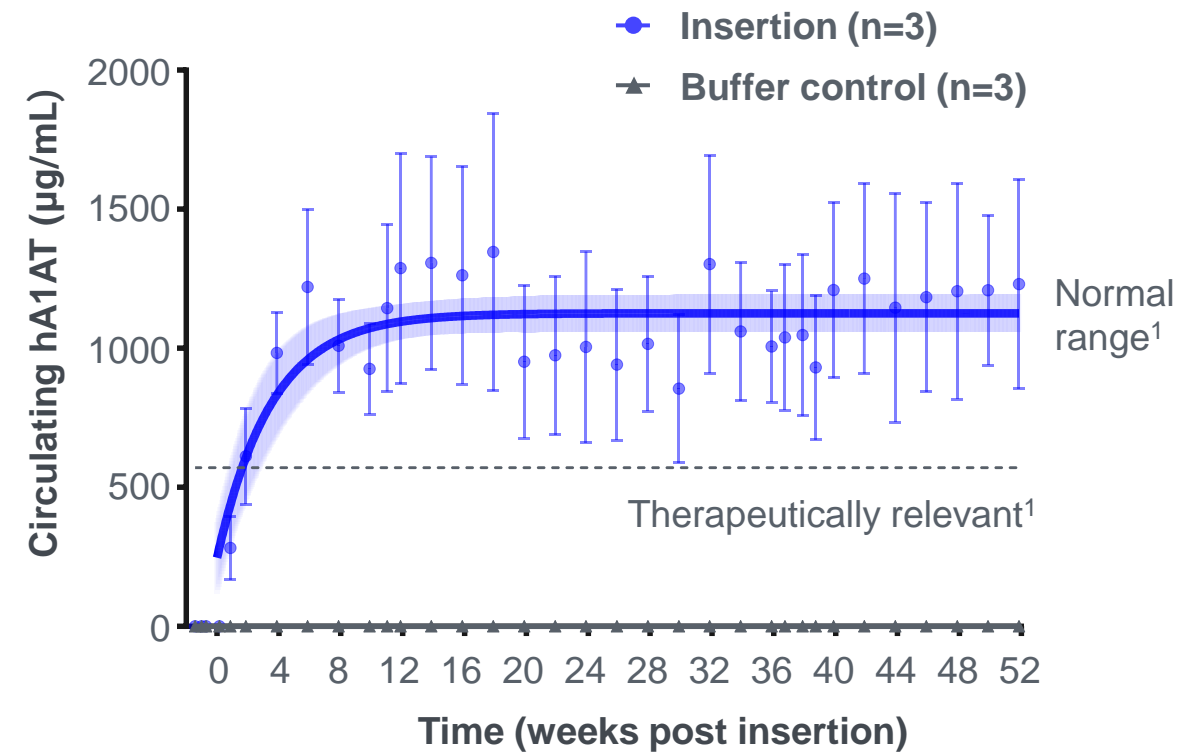 Insertion (n=3)
Buffer control (n=3)
Circulating hA1AT (µg/mL)
2000
1500
1000
500
0
Normal
range¹
Therapeutically relevant¹
0 4 8 12 16 20 24 28 32 36 40 44 48 52
Time (weeks post insertion)